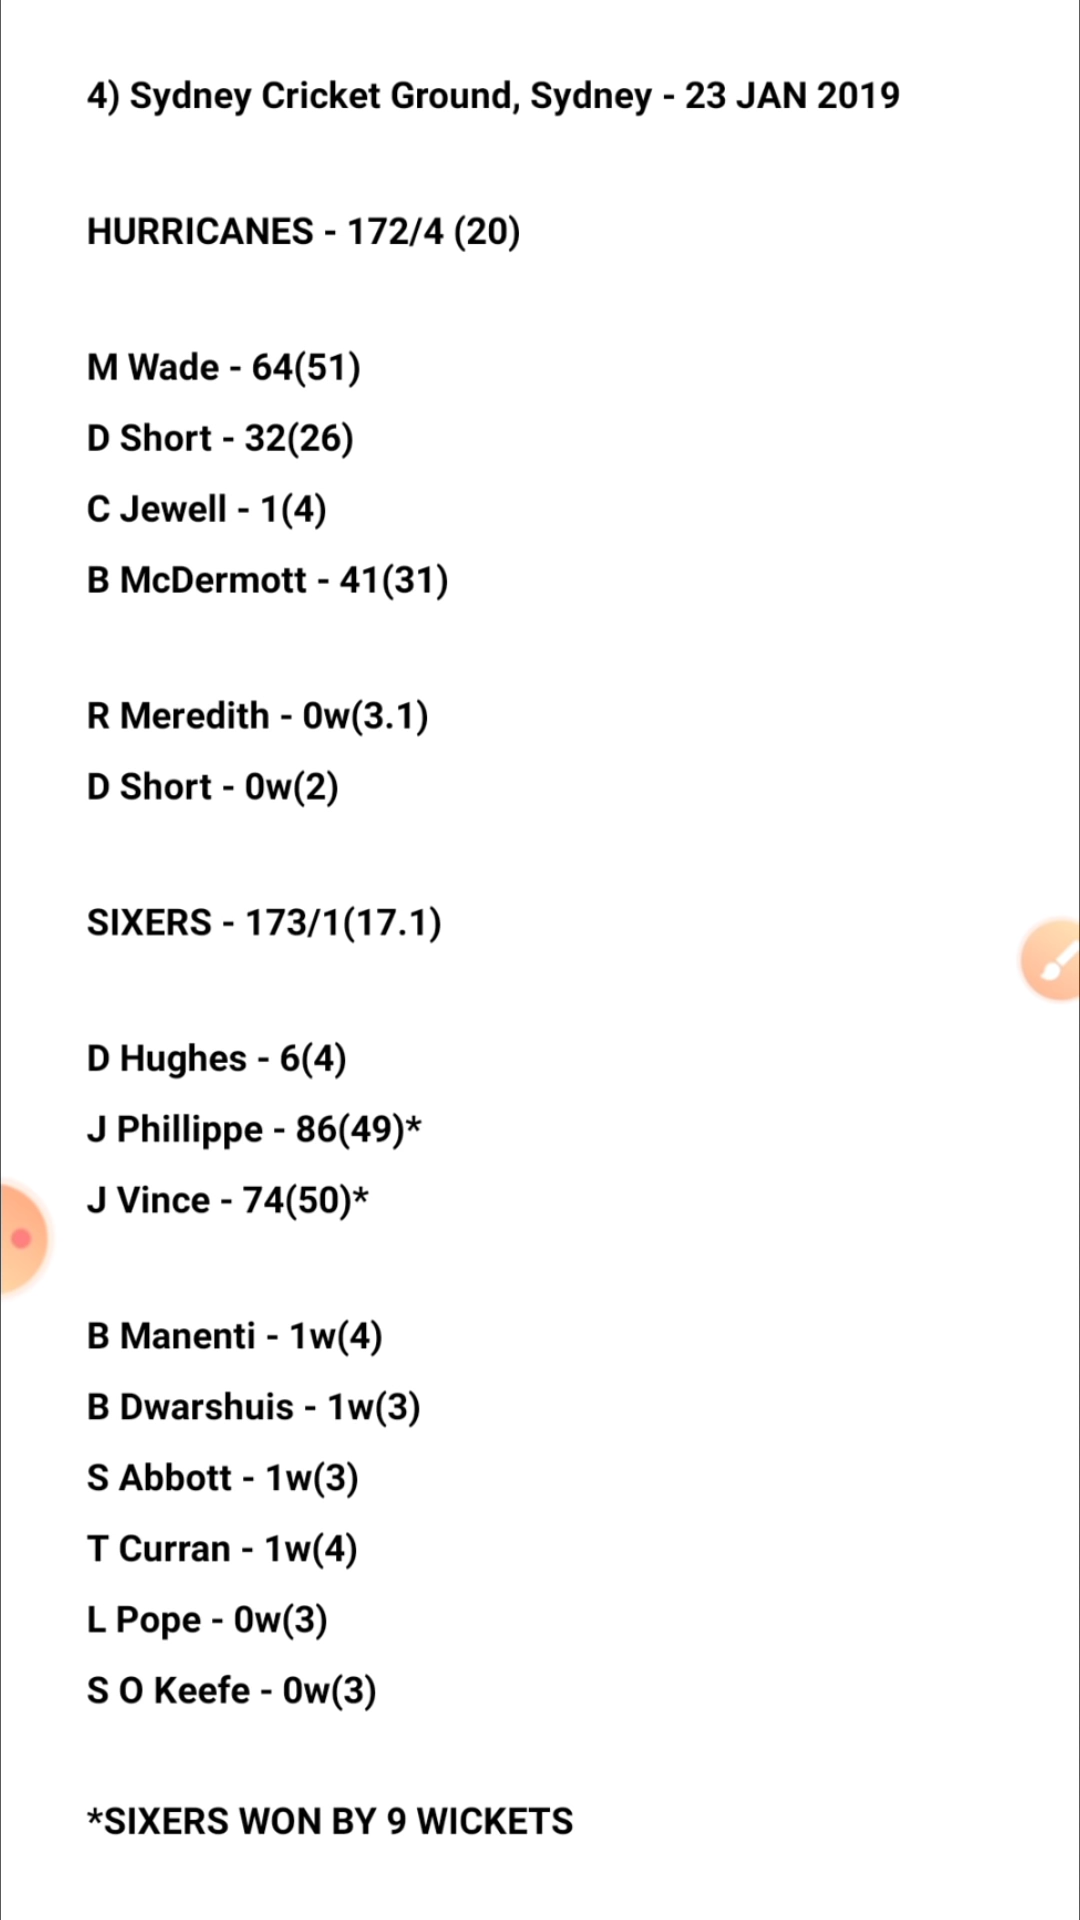 4) Sydney Cricket Ground, Sydney - 23 JAN 2019
HURRICANES - 172/4 (20)
M Wade - 64(51)
D Short - 32(26)
C Jewell - 1(4)
B McDermott - 41(31)
R Meredith - 0w(3.1)
D Short - 0w(2)
SIXERS - 173/1(17.1)
D Hughes - 6(4)
J Phillippe - 86(49)*
J Vince - 74(50)*
B Manenti - 1w(4)
B Dwarshuis - 1w(3)
S Abbott - 1w(3)
T Curran - 1w(4)
L Pope - 0w(3)
S O Keefe - 0w(3)
*SIXERS WON BY 9 WICKETS